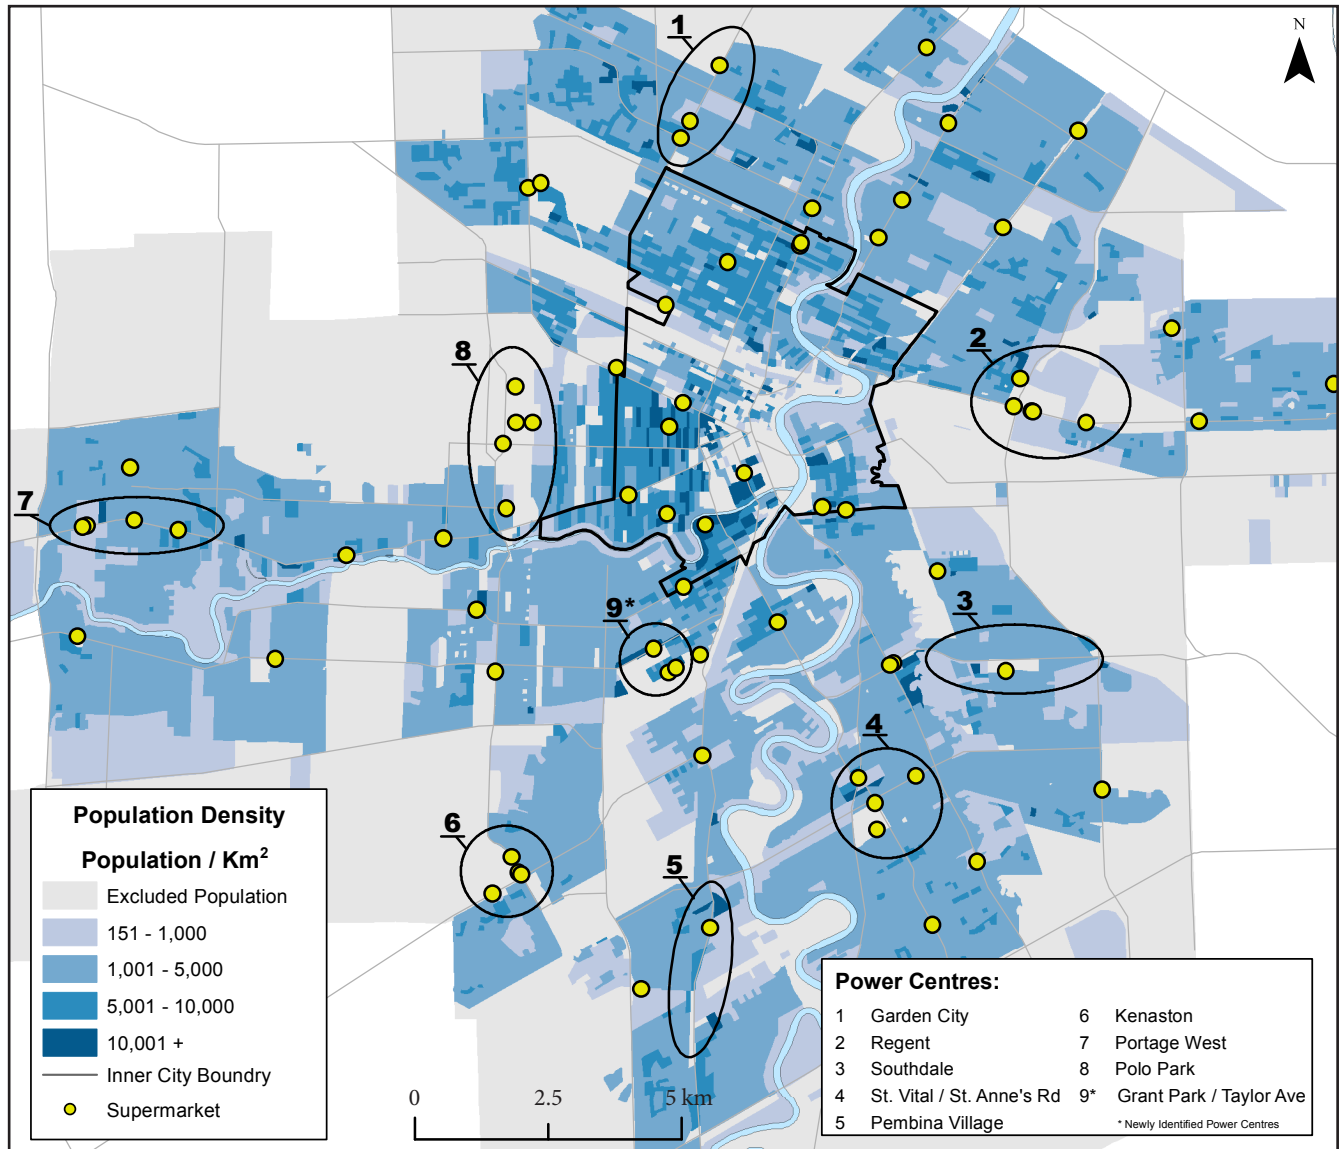 1
N
2
8
7
3
9*
4
6
5
Population Density
Population / Km2
Excluded Population
151 - 1,000
1,001 - 5,000
5,001 - 10,000
10,001 +
Inner City Boundry
Supermarket
0 2.5 5 km
Power Centres:
1 Garden City 6 Kenaston
2 Regent 7 Portage West
3 Southdale 8 Polo Park
4 St. Vital / St. Anne's Rd 9* Grant Park / Taylor Ave
5 Pembina Village * Newly Identified Power Centres